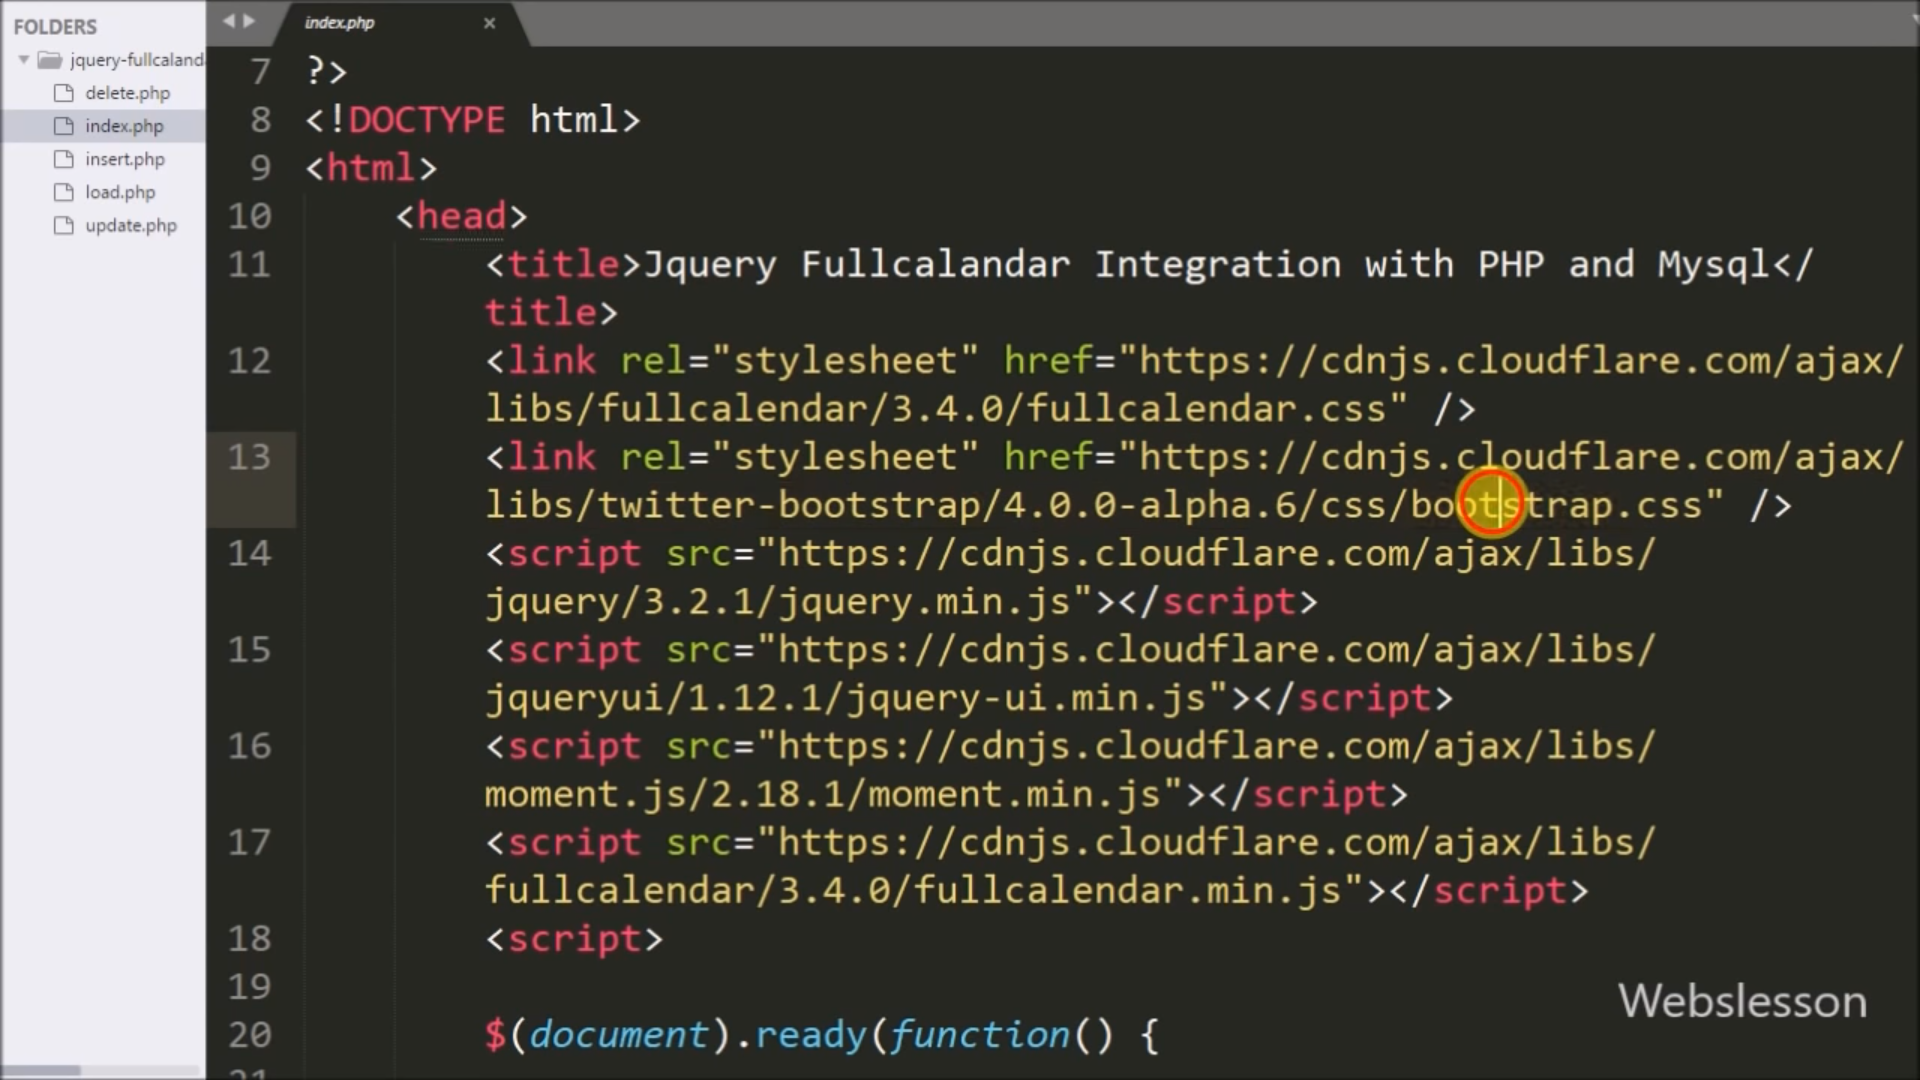 FOLDERS
jquery-fullcaland
delete.php
index.php
insert.php
load.php
update.php
index.php ×
7 ?>
8 <!DOCTYPE html>
9 <html>
10 <head>
11 <title>Jquery Fullcalandar Integration with PHP and Mysql</
title>
12 <link rel="stylesheet" href="https://cdnjs.cloudflare.com/ajax/
libs/fullcalendar/3.4.0/fullcalendar.css" />
13 <link rel="stylesheet" href="https://cdnjs.cloudflare.com/ajax/
libs/twitter-bootstrap/4.0.0-alpha.6/css/bootstrap.css" />
14 <script src="https://cdnjs.cloudflare.com/ajax/libs/
jquery/3.2.1/jquery.min.js"></script>
15 <script src="https://cdnjs.cloudflare.com/ajax/libs/
jqueryui/1.12.1/jquery-ui.min.js"></script>
16 <script src="https://cdnjs.cloudflare.com/ajax/libs/
moment.js/2.18.1/moment.min.js"></script>
17 <script src="https://cdnjs.cloudflare.com/ajax/libs/
fullcalendar/3.4.0/fullcalendar.min.js"></script>
18 <script>
19
20 $(document).ready(function() {
21
Webslesson